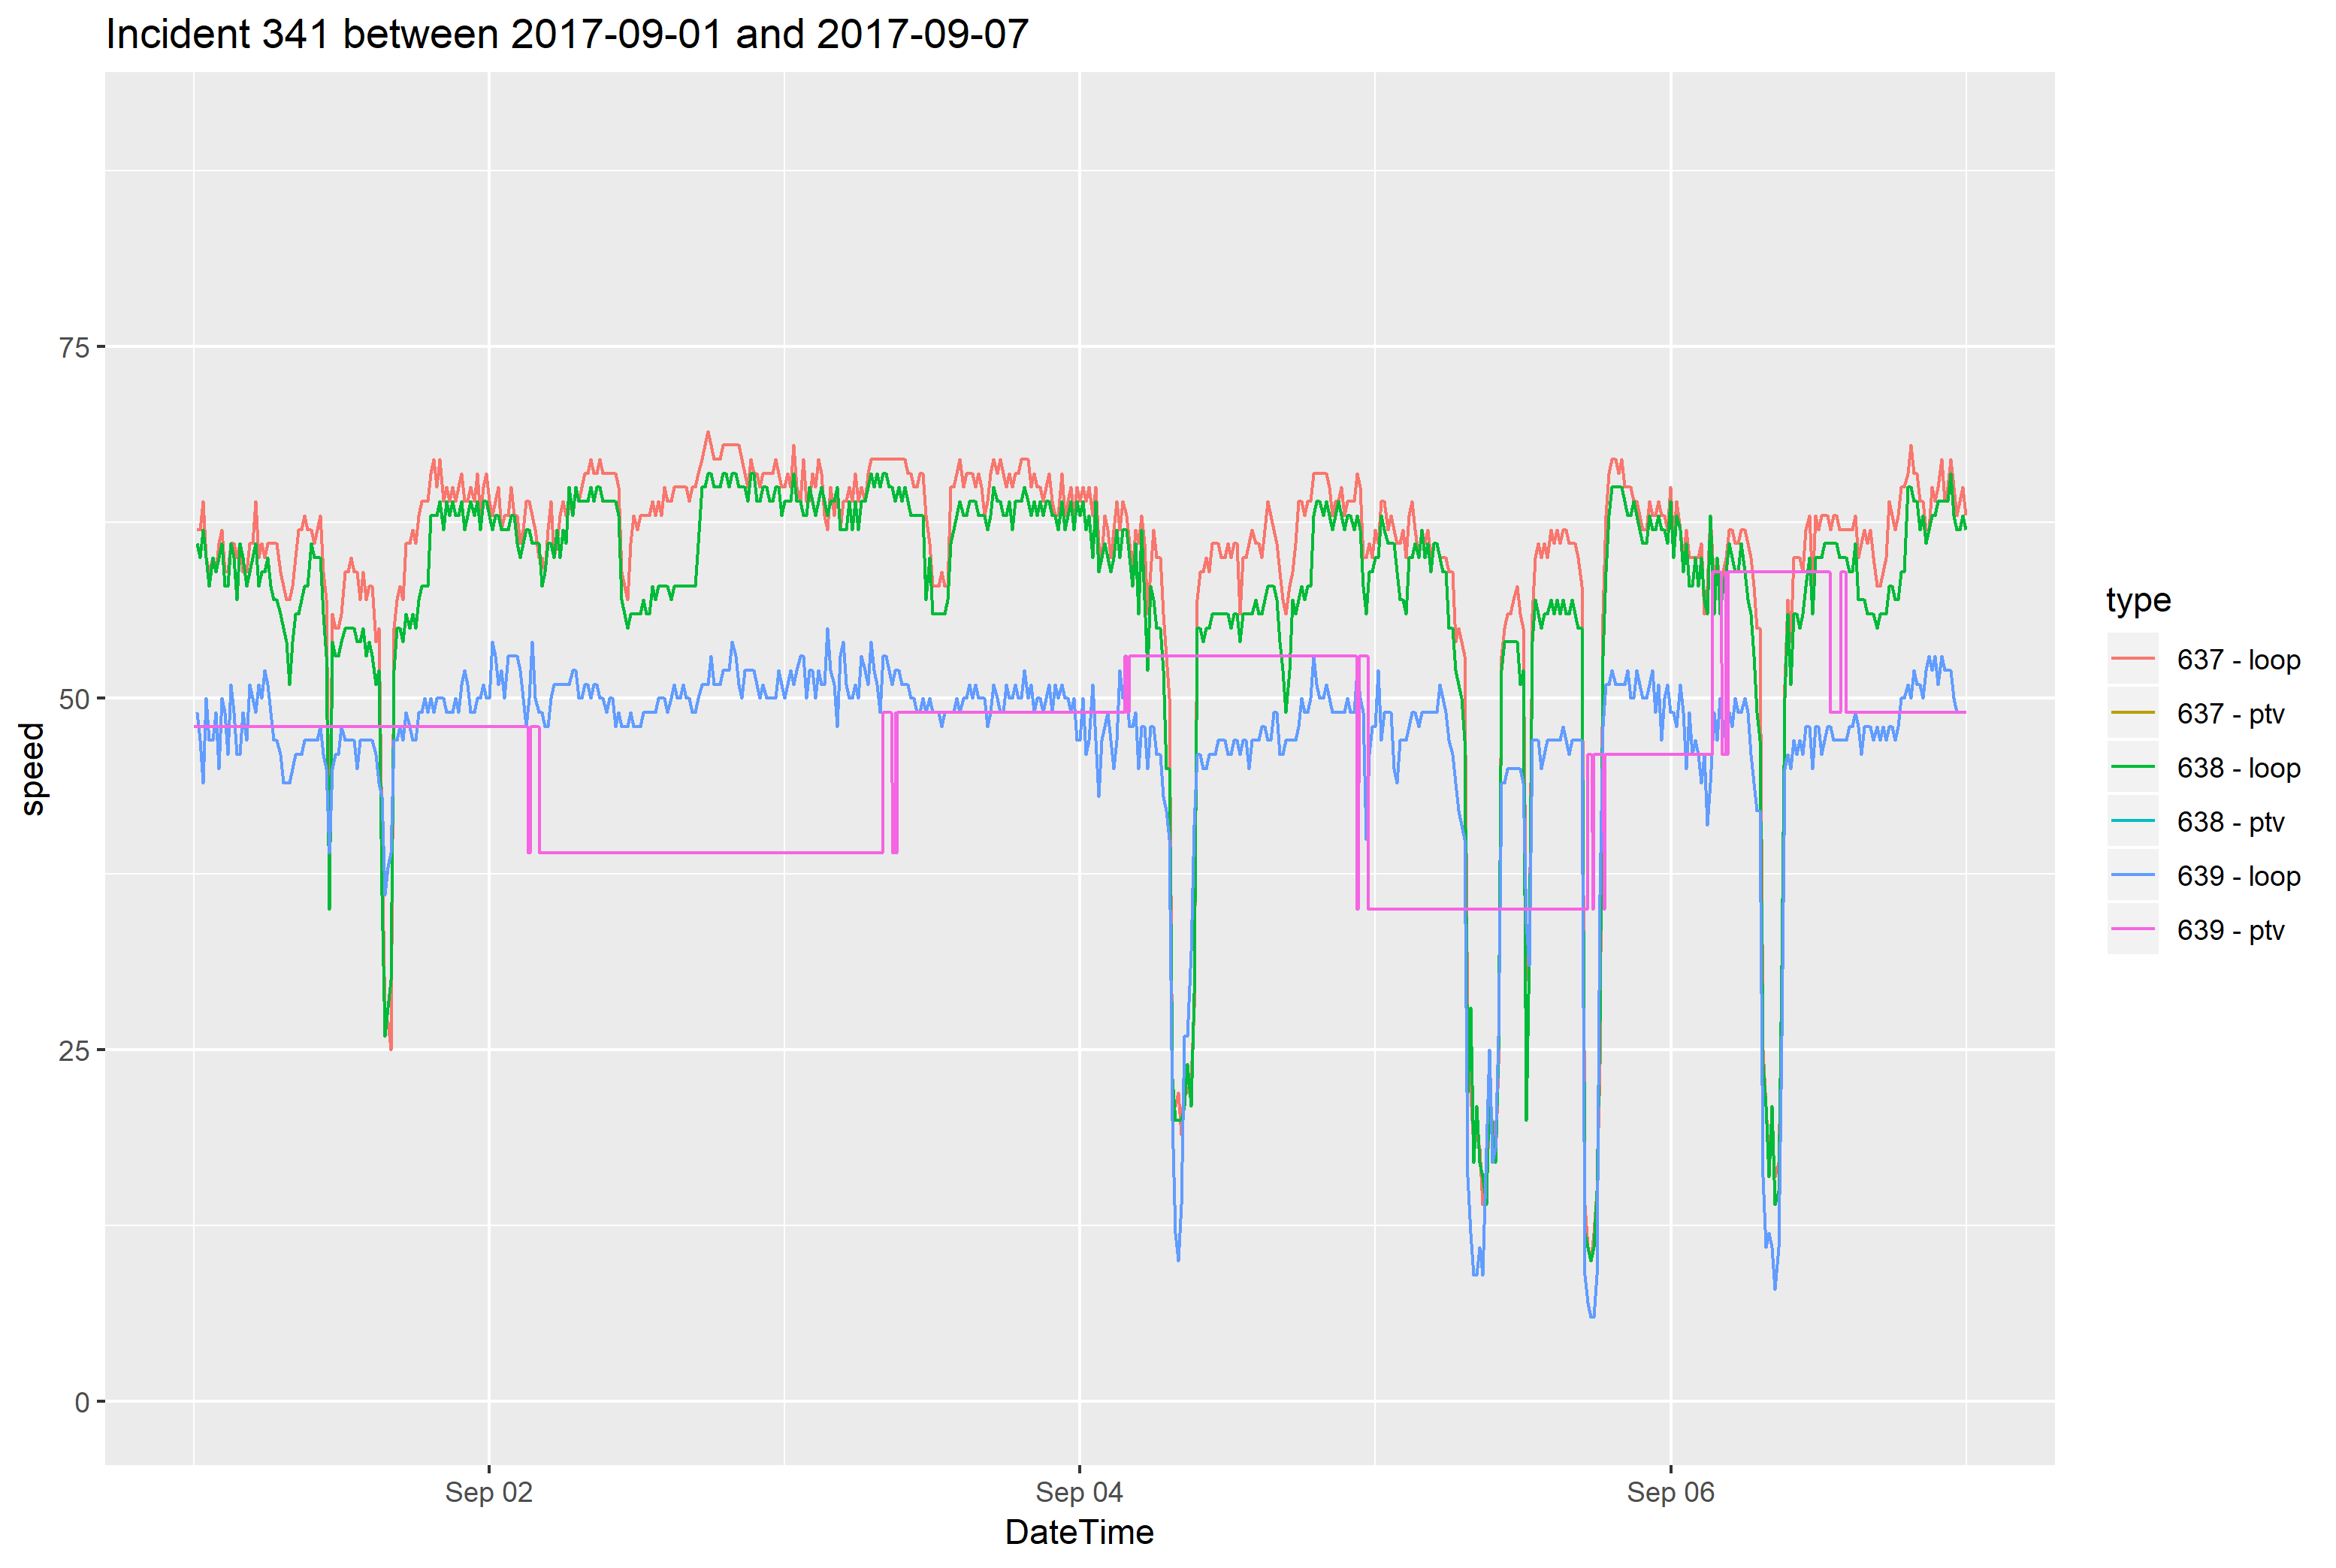 Incident 341 between 2017-09-01 and 2017-09-07
75
50
25
0
speed
Sep 02
Sep 04
Sep 06
DateTime
type
637 - loop
637 - ptv
638 - loop
638 - ptv
639 - loop
639 - ptv